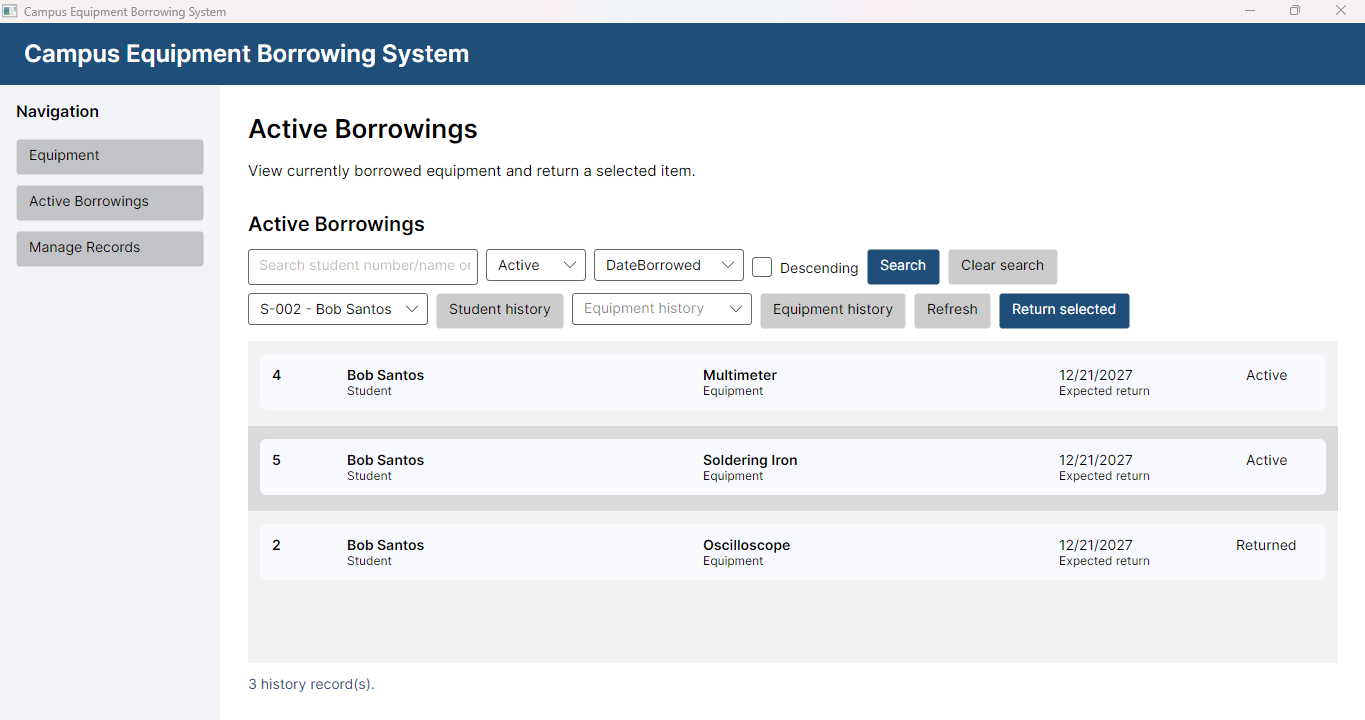 Campus Equipment Borrowing System
Campus Equipment Borrowing System
Navigation
Equipment
Active Borrowings
Manage Records
Active Borrowings
View currently borrowed equipment and return a selected item.
Active Borrowings
Search student number/name or Active DateBorrowed Descending Search Clear search
S-002 - Bob Santos Student history Equipment history Equipment history Refresh Return selected
4 Bob Santos Multimeter 12/21/2027 Active
Student Equipment Expected return
5 Bob Santos Soldering Iron 12/21/2027 Active
Student Equipment Expected return
2 Bob Santos Oscilloscope 12/21/2027 Returned
Student Equipment Expected return
3 history record(s).